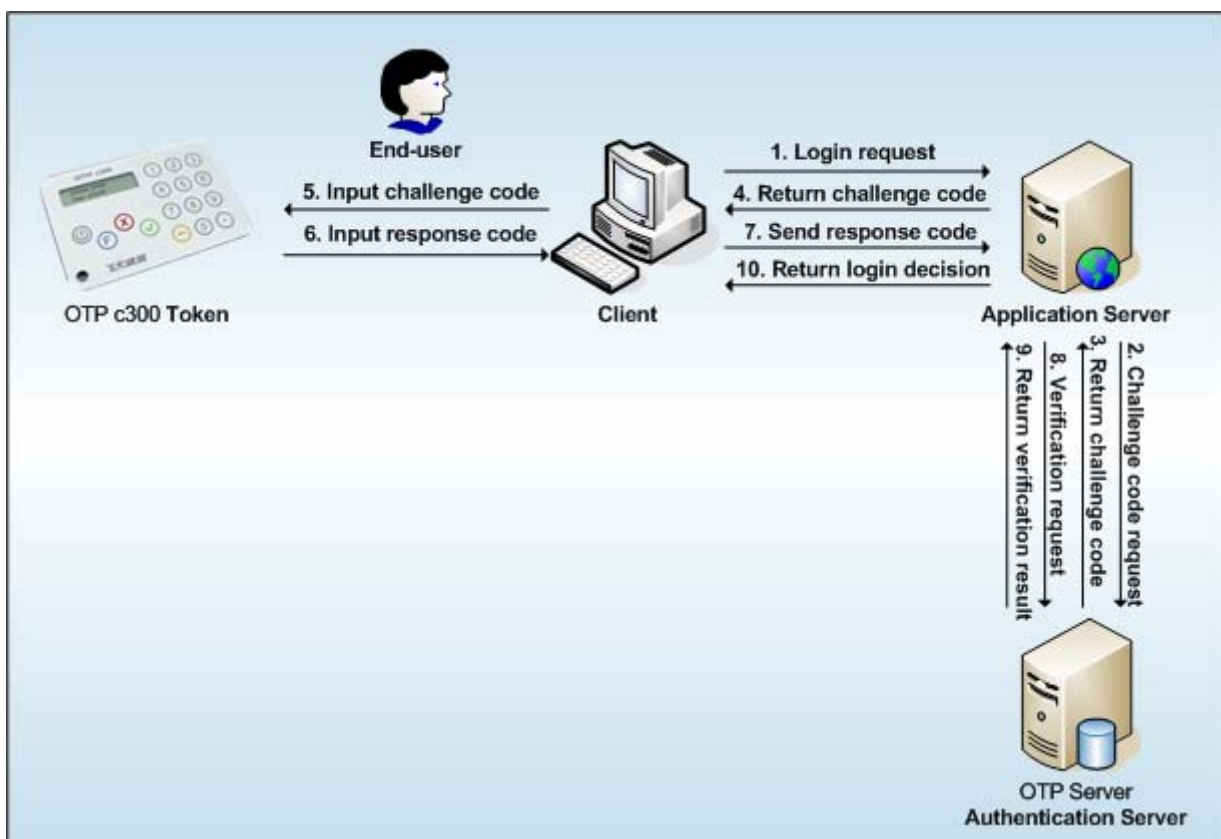 End-user
1. Login request
5. Input challenge code
4. Return challenge code
6. Input response code
7. Send response code
10. Return login decision
OTP c300
OTP c300 Token
Client
Application Server
9. Return verification result
8. Verification request
3. Return challenge code
2. Challenge code request
OTP Server
Authentication Server